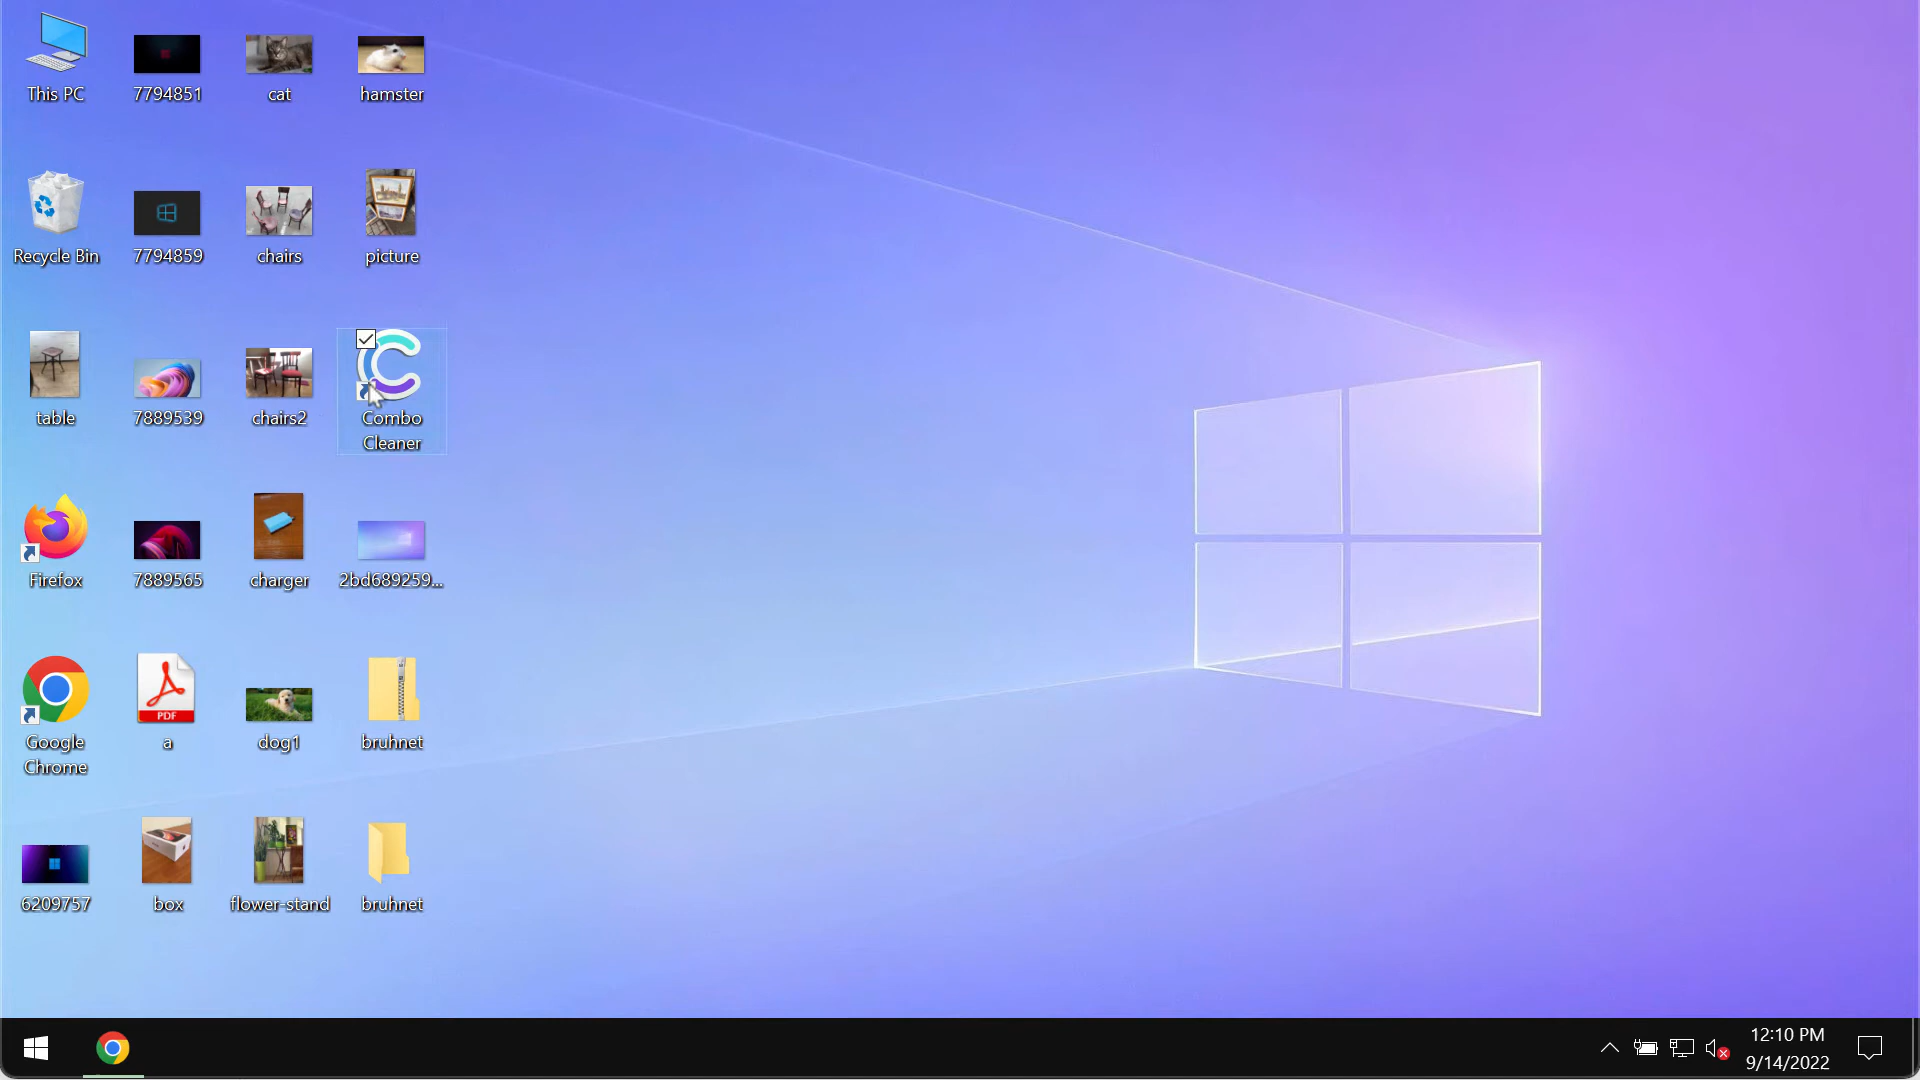 This PC
7794851
cat
hamster
Recycle Bin
7794859
chairs
picture
table
7889539
chairs2
Combo
Cleaner
Firefox
7889565
charger
2bd689259...
Google
Chrome
PDF
a
dog1
bruhnet
6209757
box
flower-stand
bruhnet
12:10 PM
9/14/2022